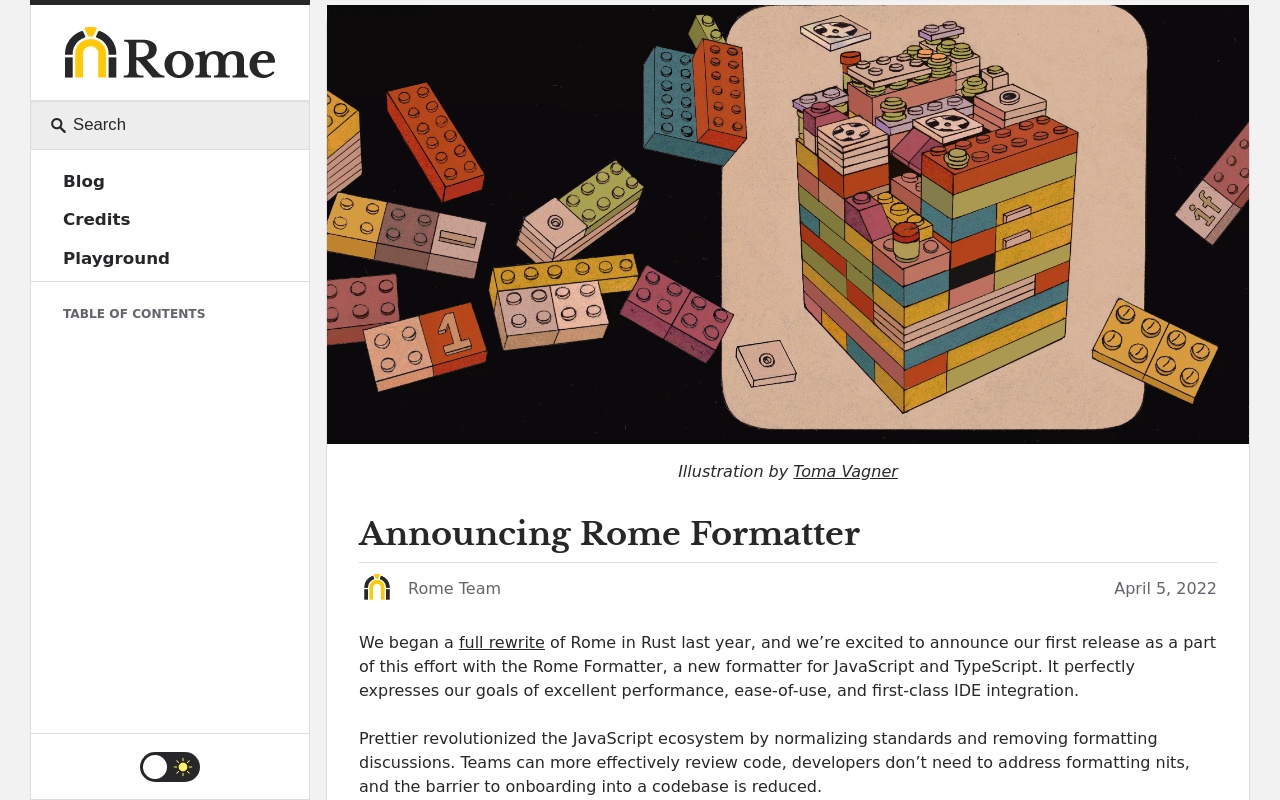 Rome
Search
Blog
Credits
Playground
TABLE OF CONTENTS
1
if
Illustration by Toma Vagner
Announcing Rome Formatter
Rome Team
April 5, 2022
We began a full rewrite of Rome in Rust last year, and we’re excited to announce our first release as a part
of this effort with the Rome Formatter, a new formatter for JavaScript and TypeScript. It perfectly
expresses our goals of excellent performance, ease-of-use, and first-class IDE integration.
Prettier revolutionized the JavaScript ecosystem by normalizing standards and removing formatting
discussions. Teams can more effectively review code, developers don’t need to address formatting nits,
and the barrier to onboarding into a codebase is reduced.